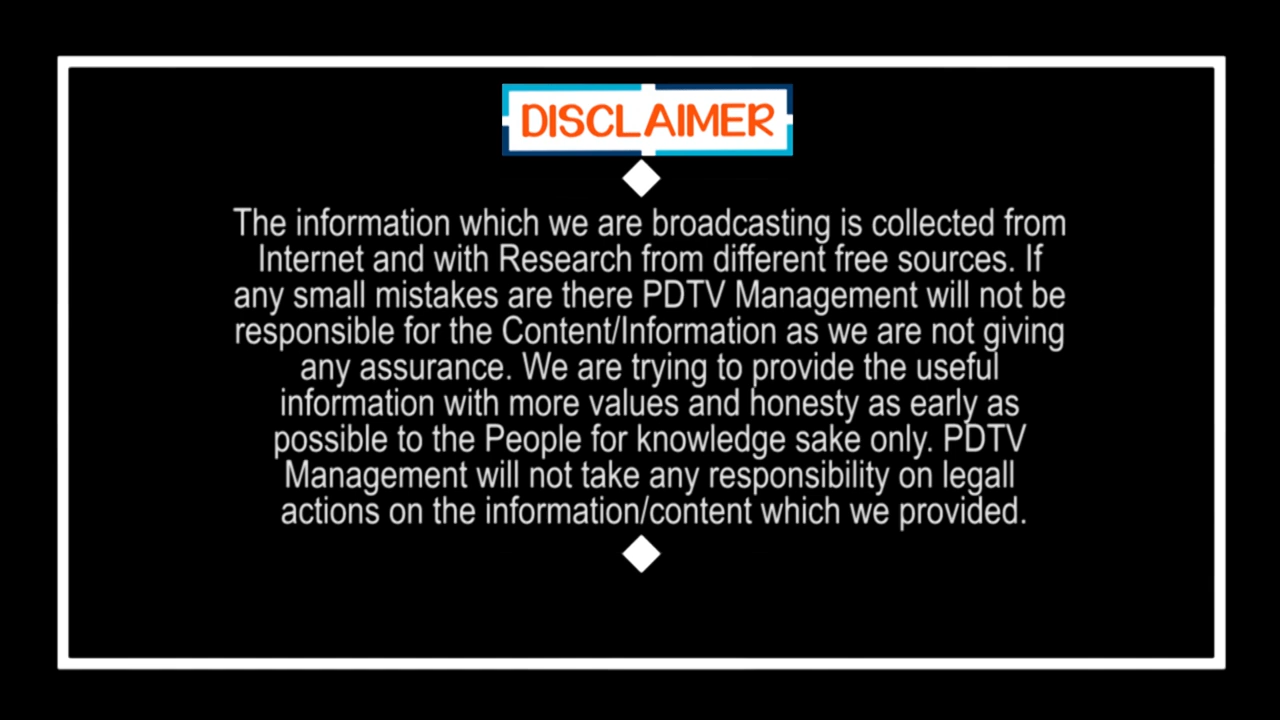 DISCLAIMER
The information which we are broadcasting is collected from
Internet and with Research from different free sources. If
any small mistakes are there PDTV Management will not be
responsible for the Content/Information as we are not giving
any assurance. We are trying to provide the useful
information with more values and honesty as early as
possible to the People for knowledge sake only. PDTV
Management will not take any responsibility on legall
actions on the information/content which we provided.